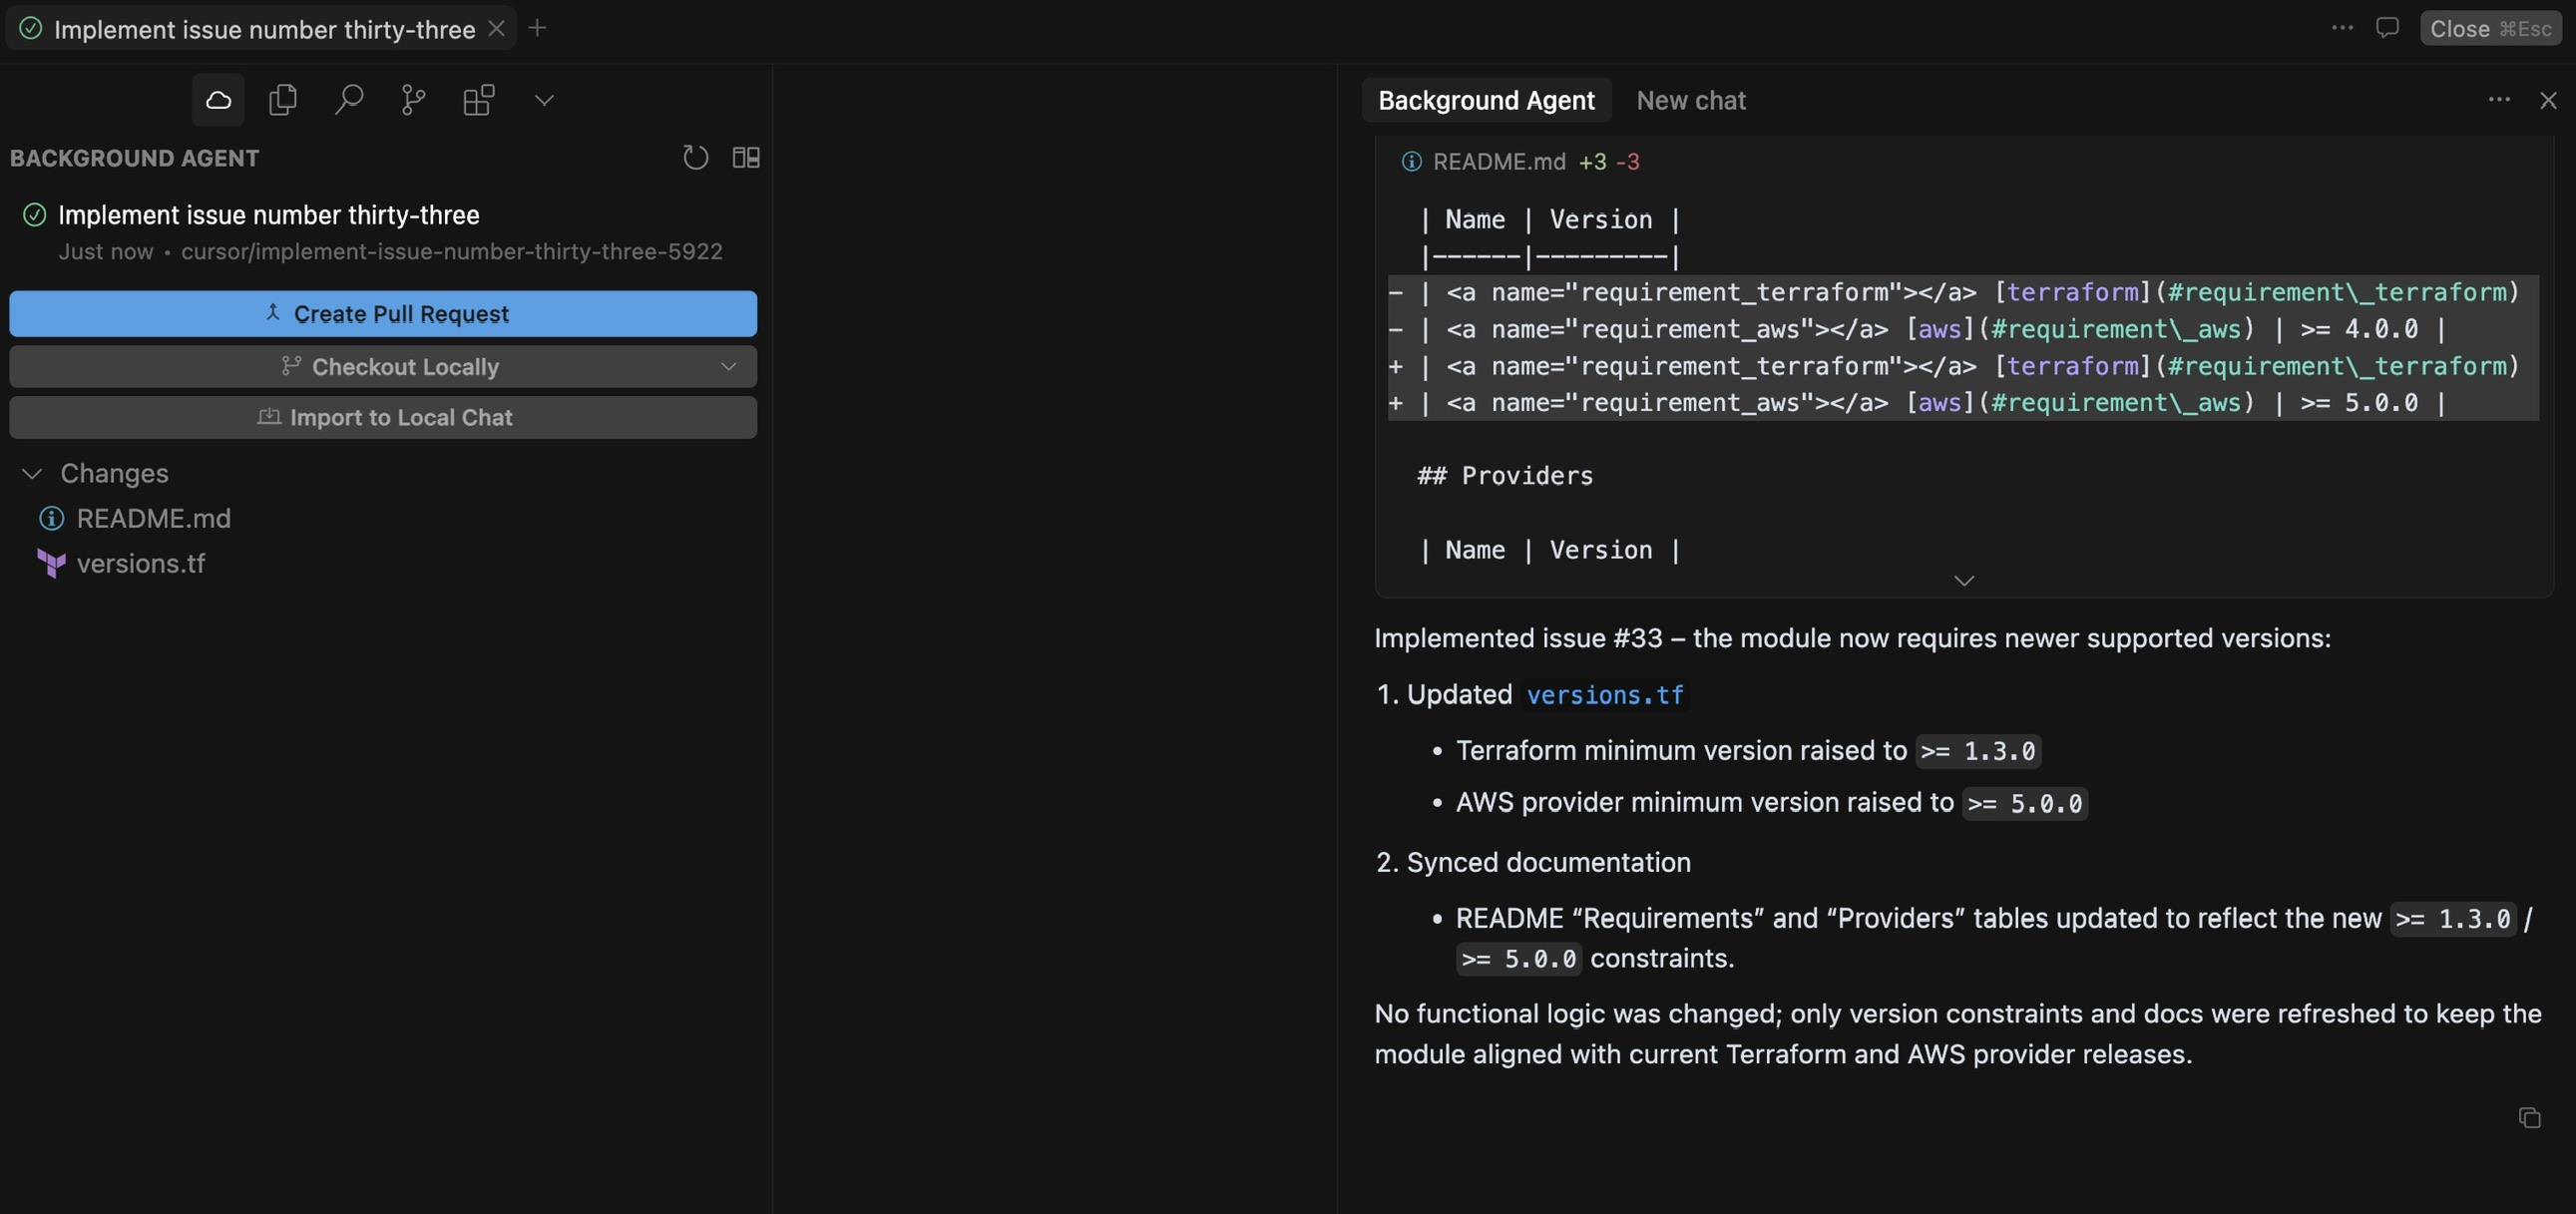 Implement issue number thirty-three
Close ⌘Esc
BACKGROUND AGENT
Implement issue number thirty-three
Just now • cursor/implement-issue-number-thirty-three-5922
Create Pull Request
Checkout Locally
Import to Local Chat
Changes
README.md
versions.tf
Background Agent New chat
README.md +3 -3
| Name | Version |
|------|---------|
- | <a name="requirement_terraform"></a> [terraform](#requirement\_terraform)
- | <a name="requirement_aws"></a> [aws](#requirement\_aws) | >= 4.0.0 |
+ | <a name="requirement_terraform"></a> [terraform](#requirement\_terraform)
+ | <a name="requirement_aws"></a> [aws](#requirement\_aws) | >= 5.0.0 |
## Providers
| Name | Version |
Implemented issue #33 – the module now requires newer supported versions:
1. Updated versions.tf
• Terraform minimum version raised to >= 1.3.0
• AWS provider minimum version raised to >= 5.0.0
2. Synced documentation
• README “Requirements” and “Providers” tables updated to reflect the new >= 1.3.0 /
>= 5.0.0 constraints.
No functional logic was changed; only version constraints and docs were refreshed to keep the
module aligned with current Terraform and AWS provider releases.